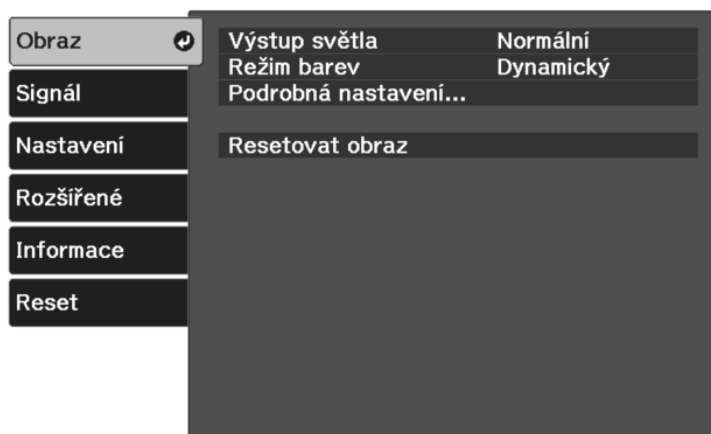 Obraz
Signál
Nastavení
Rozšířené
Informace
Reset
Výstup světla Normální
Režim barev Dynamický
Podrobná nastavení...
Resetovat obraz